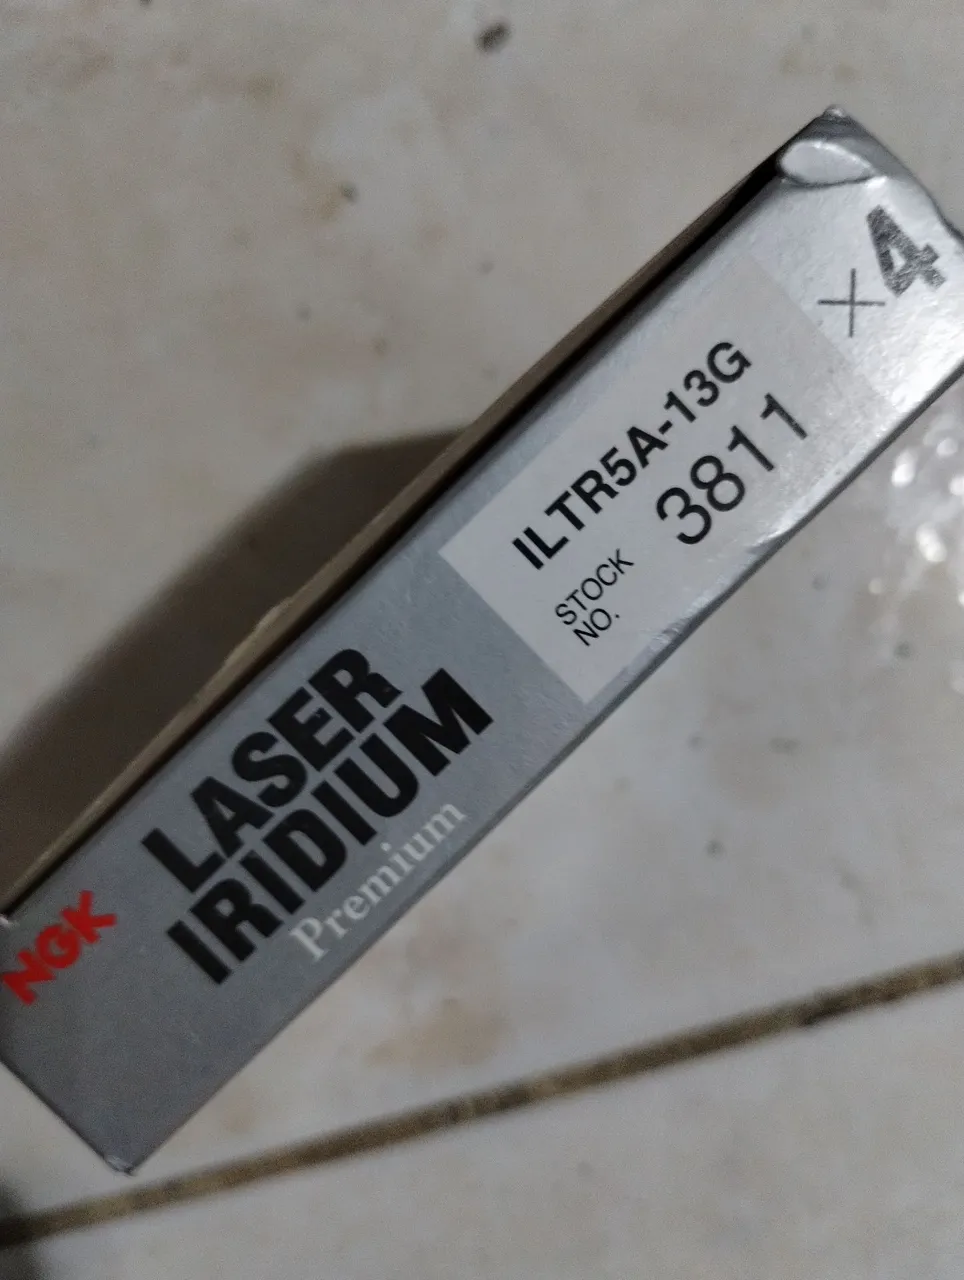 NGK
LASER
IRIDIUM
Premium
ILTR5A-13G
STOCK
NO.
3811
×4